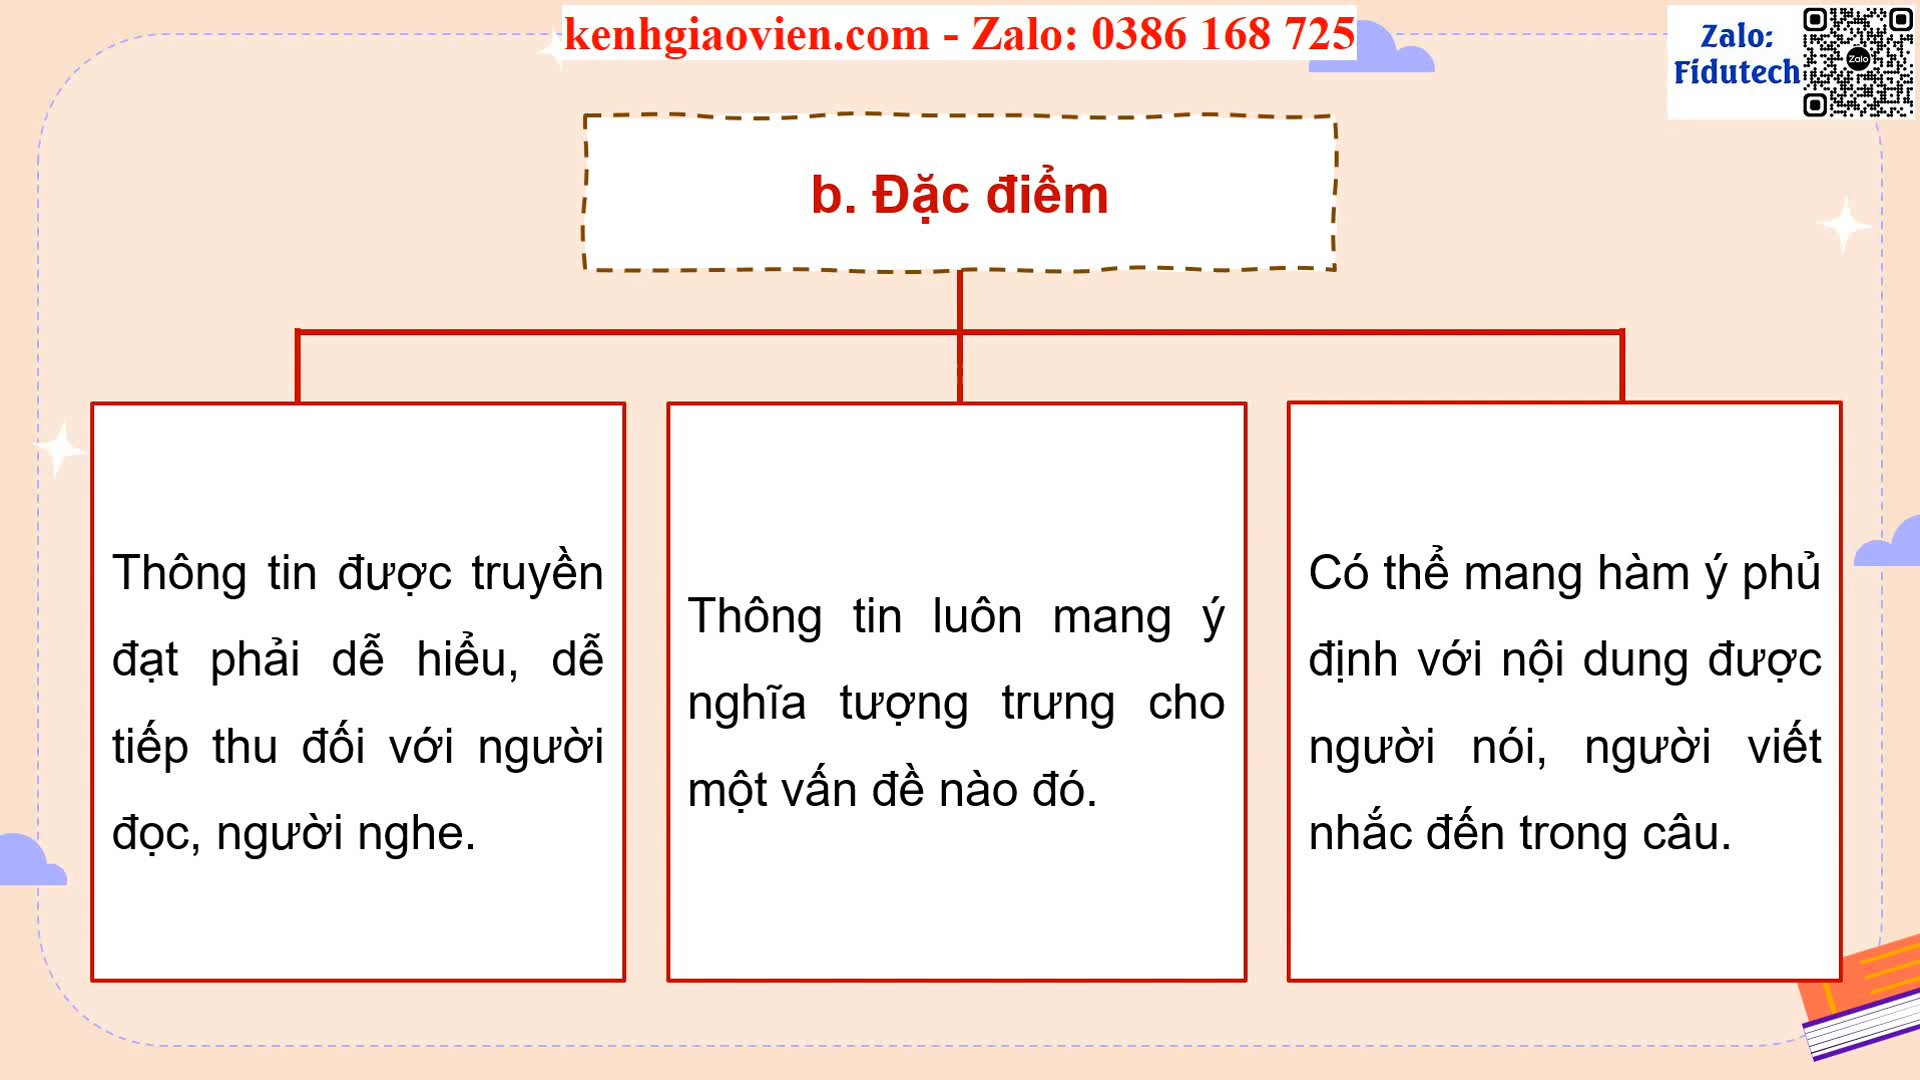 kenhgiaovien.com - Zalo: 0386 168 725
Zalo:
Fidutech
Zalo
b. Đặc điểm
Thông tin được truyền
đạt phải dễ hiểu, dễ
tiếp thu đối với người
đọc, người nghe.
Thông tin luôn mang ý
nghĩa tượng trưng cho
một vấn đề nào đó.
Có thể mang hàm ý phủ
định với nội dung được
người nói, người viết
nhắc đến trong câu.